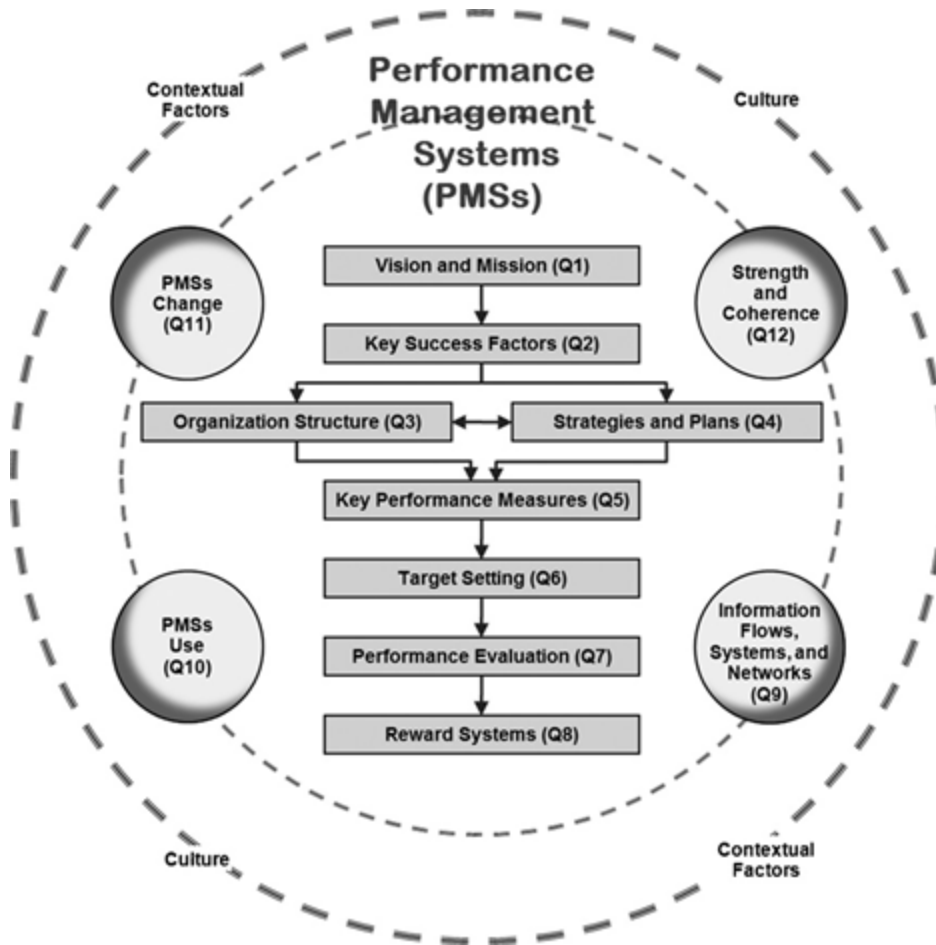 Performance
Management
Systems
(PMSs)
Contextual
Factors
Culture
PMSs
Change
(Q11)
Vision and Mission (Q1)
Strength
and
Coherence
(Q12)
Key Success Factors (Q2)
Organization Structure (Q3)
Strategies and Plans (Q4)
Key Performance Measures (Q5)
Target Setting (Q6)
PMSs
Use
(Q10)
Performance Evaluation (Q7)
Information
Flows,
Systems, and
Networks
(Q9)
Reward Systems (Q8)
Culture
Contextual
Factors